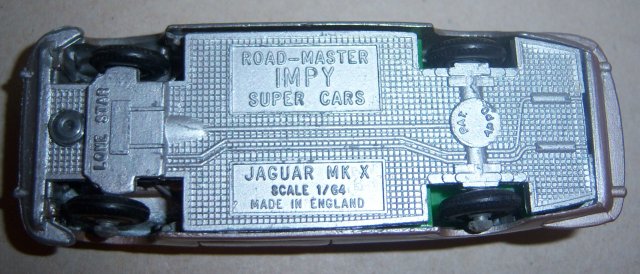 LONE STAR
ROAD-MASTER
IMPY
SUPER CARS
JAGUAR MK X
SCALE 1/64
MADE IN ENGLAND